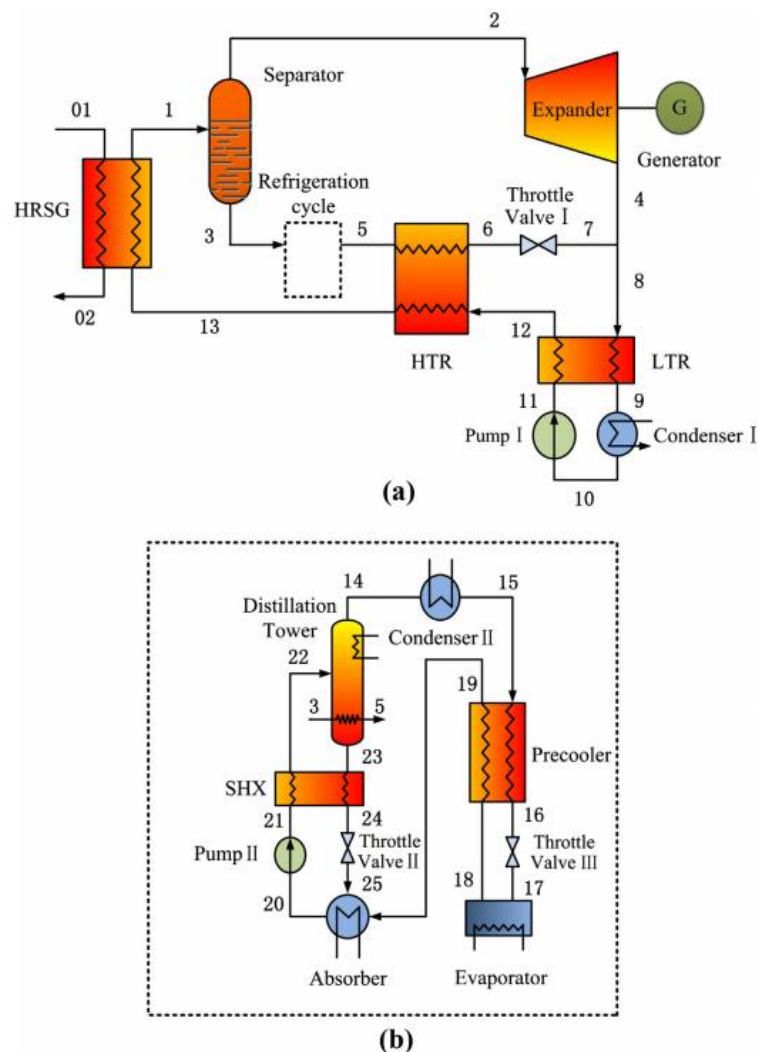 2
01
1
Separator
Expander
G
Generator
HRSG
Refrigeration
cycle
Throttle
Valve I
3
5
6
7
4
8
02
13
HTR
12
LTR
11
9
Pump I
Condenser I
10
(a)
14
15
Distillation
Tower
Condenser II
22
19
3
5
23
Precooler
SHX
24
16
21
Throttle
Valve II
Throttle
Valve III
Pump II
25
18
17
20
Absorber
Evaporator
(b)